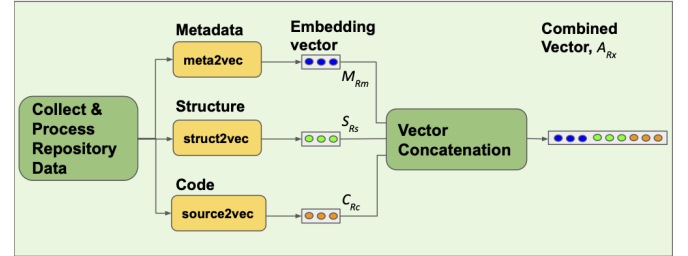 Metadata
meta2vec
Embedding
vector
M_Rm
Combined
Vector, A_Rx
Collect &
Process
Repository
Data
Structure
struct2vec
S_Rs
Vector
Concatenation
Code
source2vec
C_Rc